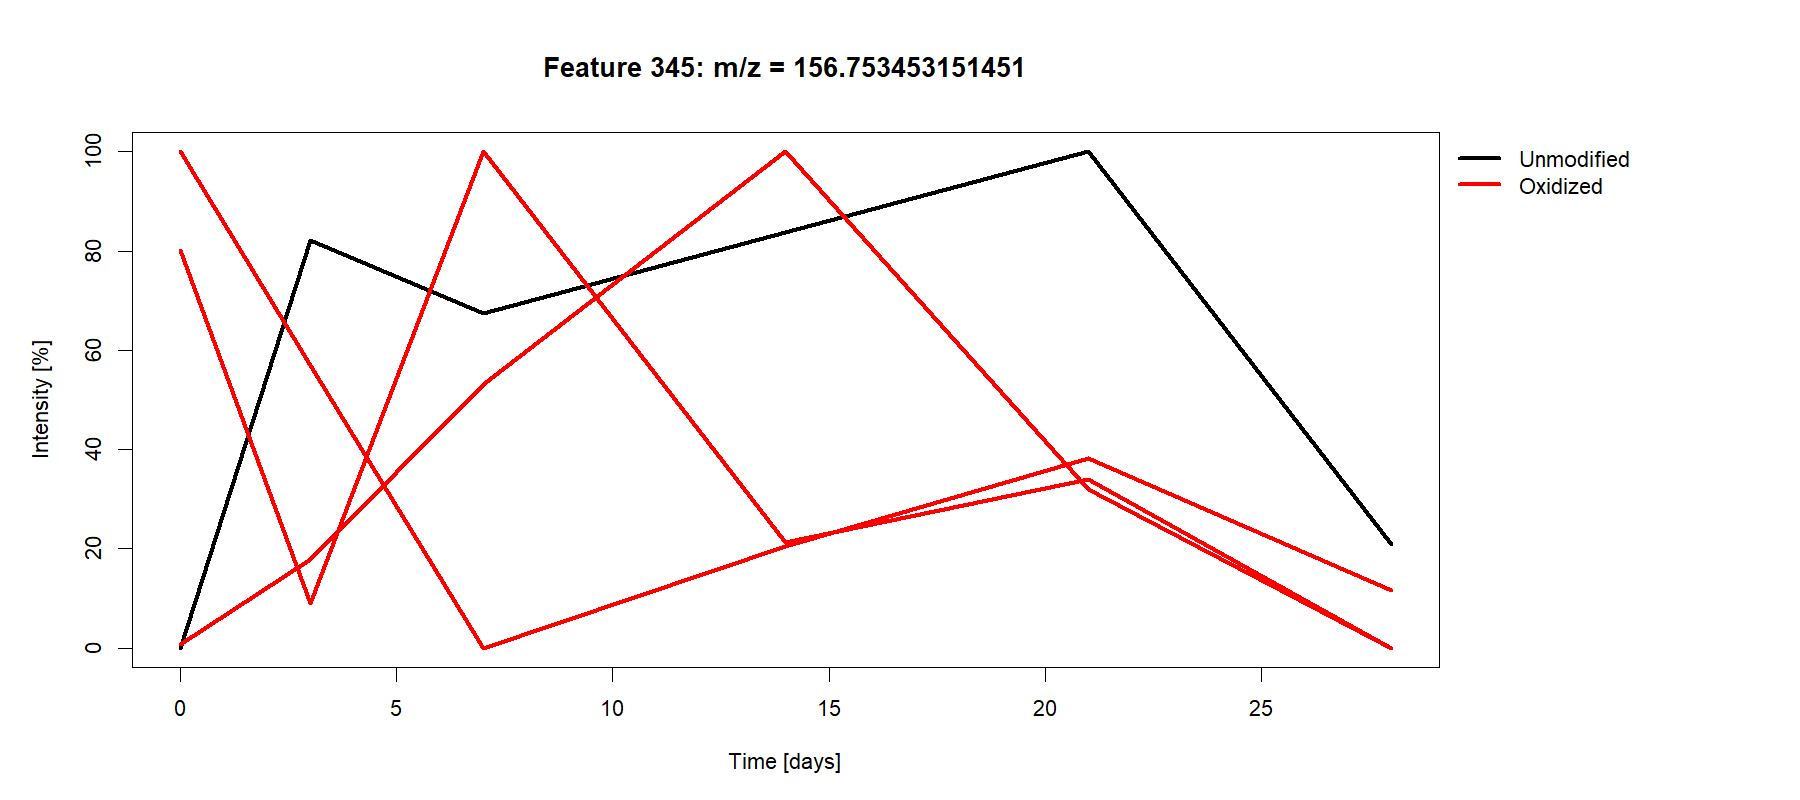 Feature 345: m/z = 156.753453151451
Unmodified
Oxidized
100
80
60
40
20
0
Intensity [%]
0 5 10 15 20 25
Time [days]